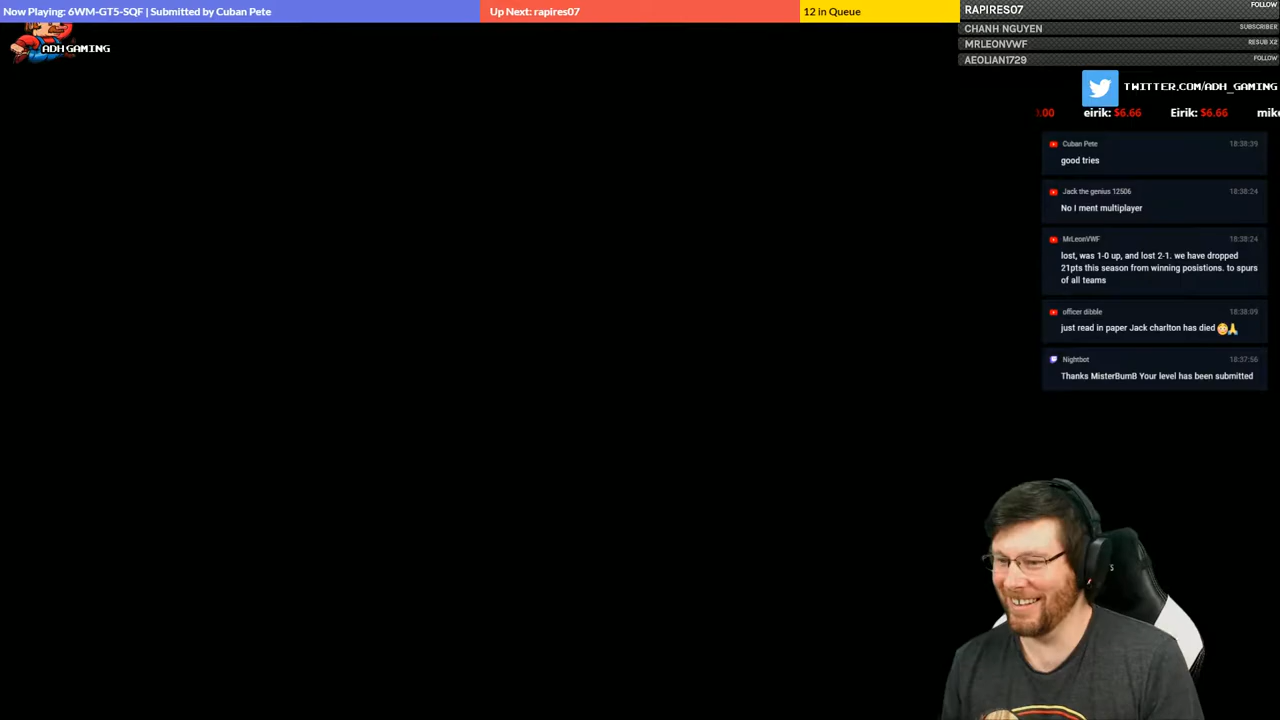 Now Playing: 6WM-GT5-SQF | Submitted by Cuban Pete
Up Next: rapires07
12 in Queue
RAPIRES07 FOLLOW
CHANH NGUYEN SUBSCRIBER
MRLEONVWF RESUB X2
AEOLIAN1729 FOLLOW
ADH GAMING
TWITTER.COM/ADH_GAMING
.00 eirik: $6.66 Eirik: $6.66 mike
Cuban Pete 18:38:39
good tries
Jack the genius 12506 18:38:24
No I ment multiplayer
MrLeonVWF 18:38:24
lost, was 1-0 up, and lost 2-1. we have dropped
21pts this season from winning posistions. to spurs
of all teams
officer dibble 18:38:09
just read in paper Jack charlton has died 😳🙏
Nightbot 18:37:56
Thanks MisterBumB Your level has been submitted